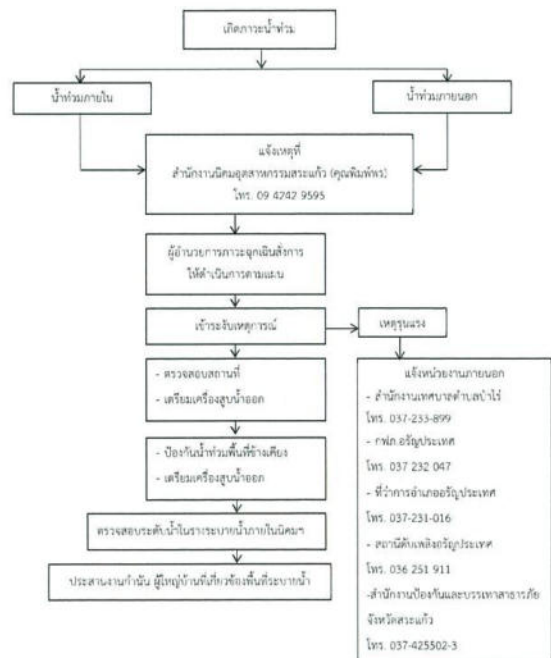 เกิดภาวะน้ำท่วม
น้ำท่วมภายใน
น้ำท่วมภายนอก
แจ้งเหตุที่
สำนักงานนิคมอุตสาหกรรมสระแก้ว (คุณพิมพ์พร)
โทร. 09 4242 9595
ผู้อำนวยการภาวะฉุกเฉินสั่งการ
ให้ดำเนินการตามแผน
เข้าระงับเหตุการณ์
เหตุรุนแรง
- ตรวจสอบสถานที่
- เตรียมเครื่องสูบน้ำออก
- ป้องกันน้ำท่วมพื้นที่ข้างเคียง
- เตรียมเครื่องสูบน้ำออก
ตรวจสอบระดับน้ำในรางระบายน้ำภายในนิคมฯ
ประสานงานกำนัน ผู้ใหญ่บ้านที่เกี่ยวข้องพื้นที่ระบายน้ำ
แจ้งหน่วยงานภายนอก
- สำนักงานเทศบาลตำบลป่าไร่
โทร. 037-233-899
- กฟภ.อรัญประเทศ
โทร. 037 232 047
- ที่ว่าการอำเภออรัญประเทศ
โทร. 037-231-016
- สถานีดับเพลิงอรัญประเทศ
โทร. 036 251 911
-สำนักงานป้องกันและบรรเทาสาธารภัย
จังหวัดสระแก้ว
โทร. 037-425502-3